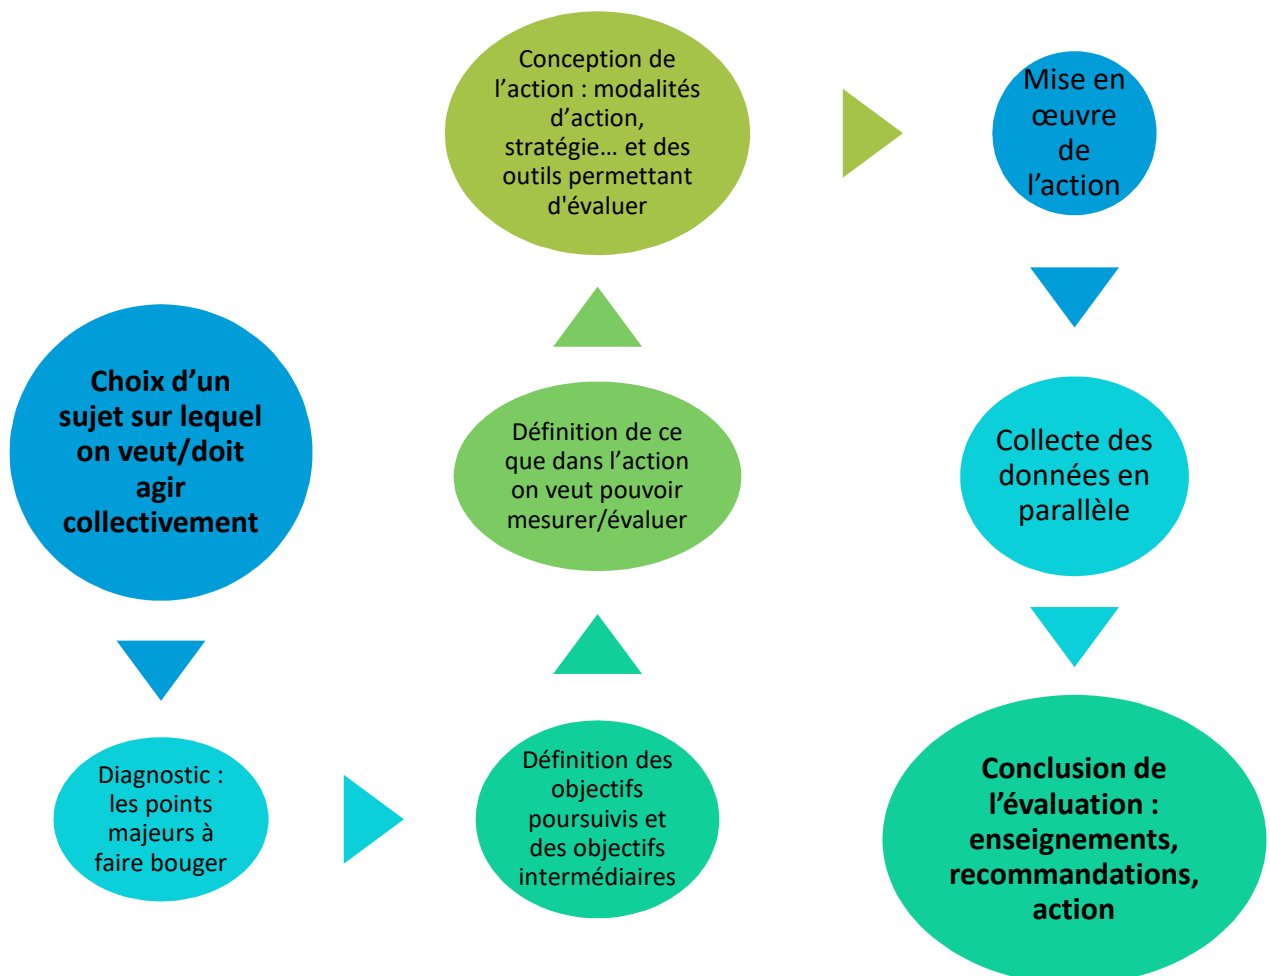 Choix d’un
sujet sur lequel
on veut/doit
agir
collectivement
Diagnostic :
les points
majeurs à
faire bouger
Définition des
objectifs
poursuivis et
des objectifs
intermédiaires
Définition de ce
que dans l’action
on veut pouvoir
mesurer/évaluer
Conception de
l’action : modalités
d’action,
stratégie… et des
outils permettant
d'évaluer
Mise en
œuvre
de
l’action
Collecte des
données en
parallèle
Conclusion de
l’évaluation :
enseignements,
recommandations,
action